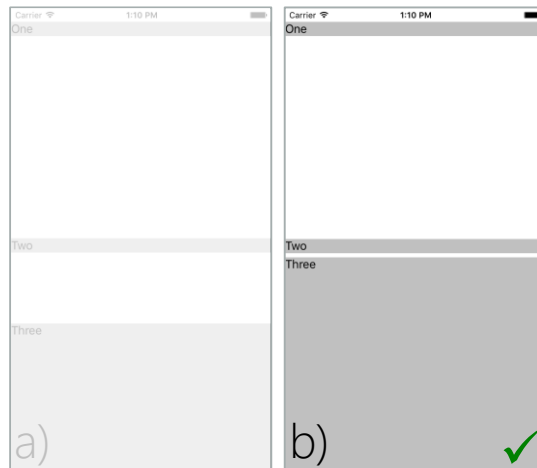 Carrier 1:10 PM
One
Two
Three
a)
Carrier 1:10 PM
One
Two
Three
b)